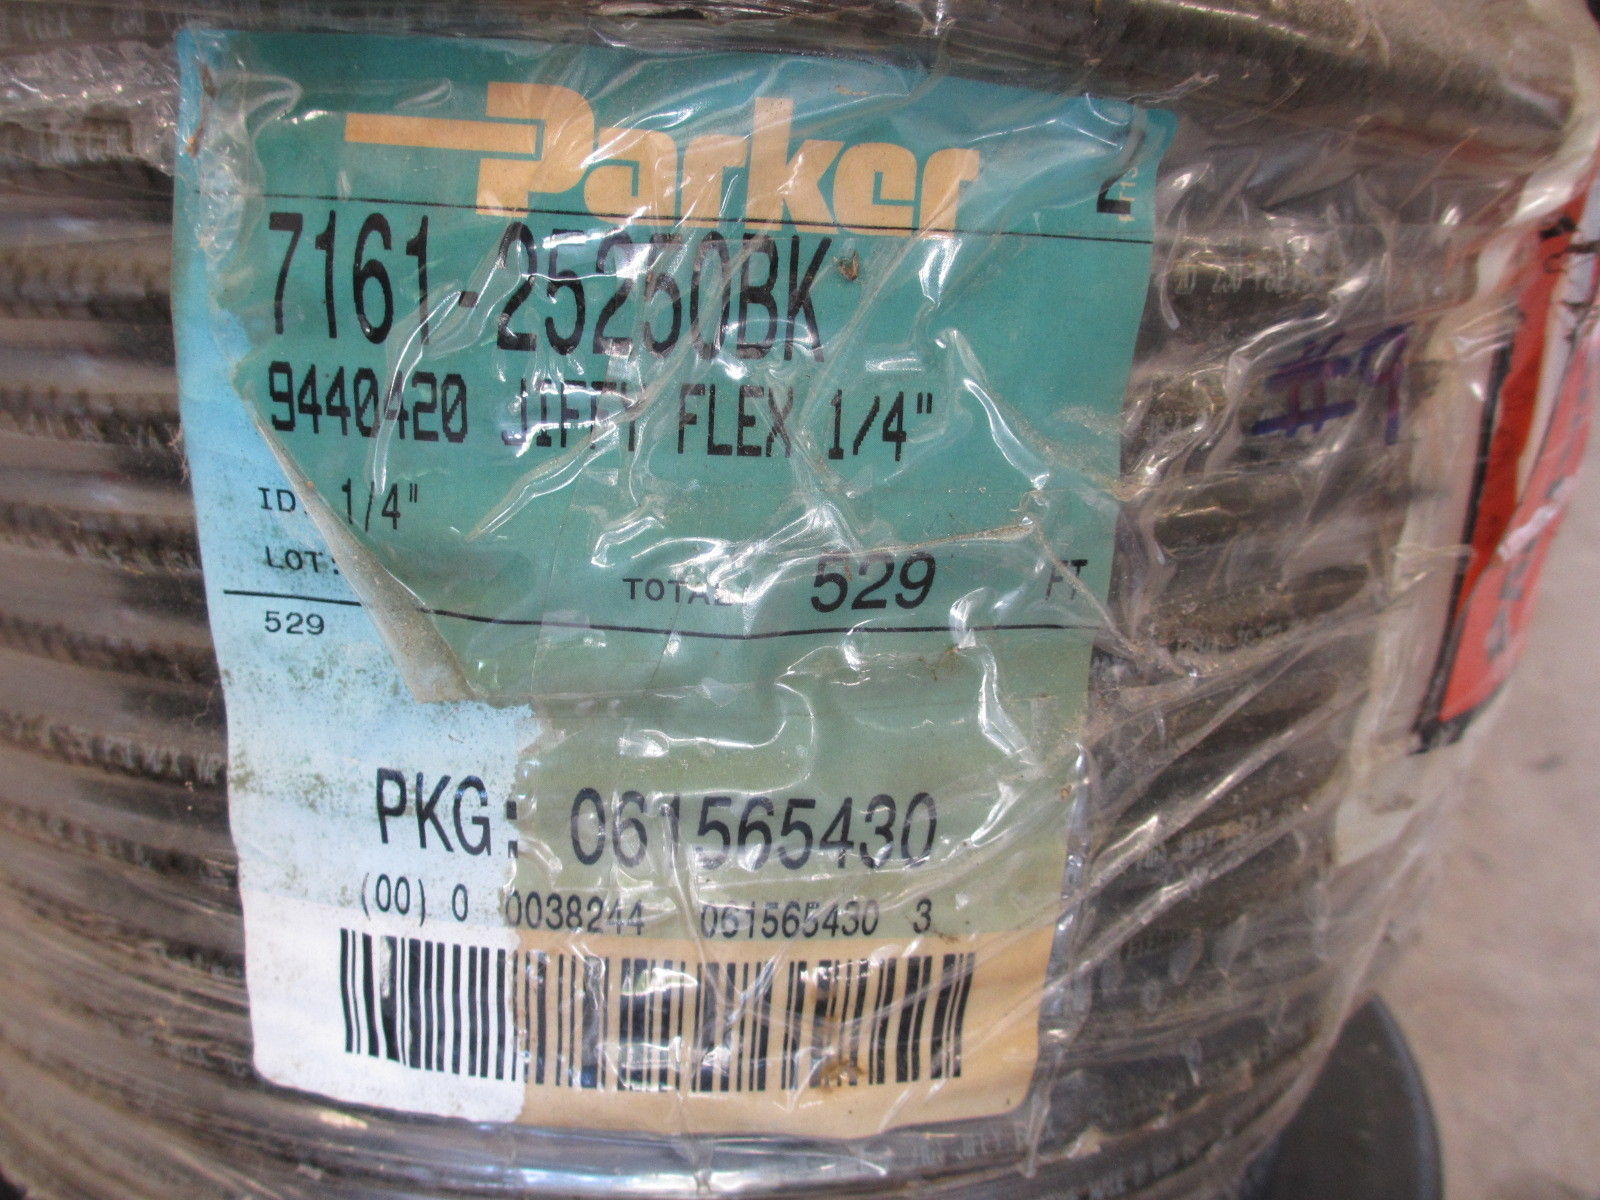 Parker
7161-25250BK
9440420 JIFFY FLEX 1/4"
ID: 1/4"
LOT:
TOTAL 529 FT
529
PKG: 061565430
(00) 0 0038244 061565430 3
#9